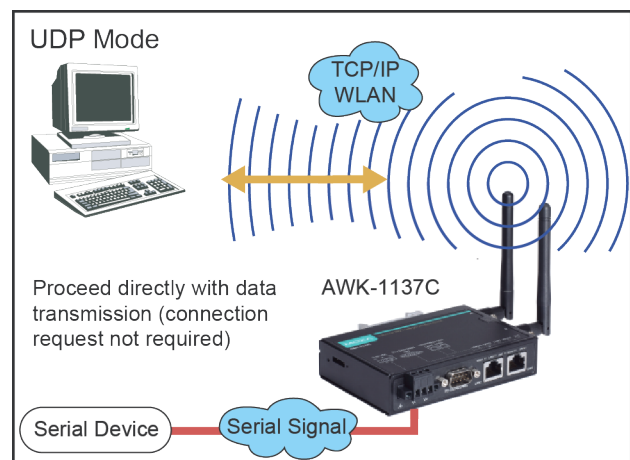 UDP Mode
TCP/IP
WLAN
Proceed directly with data
transmission (connection
request not required)
AWK-1137C
MOXA
Serial Device
Serial Signal